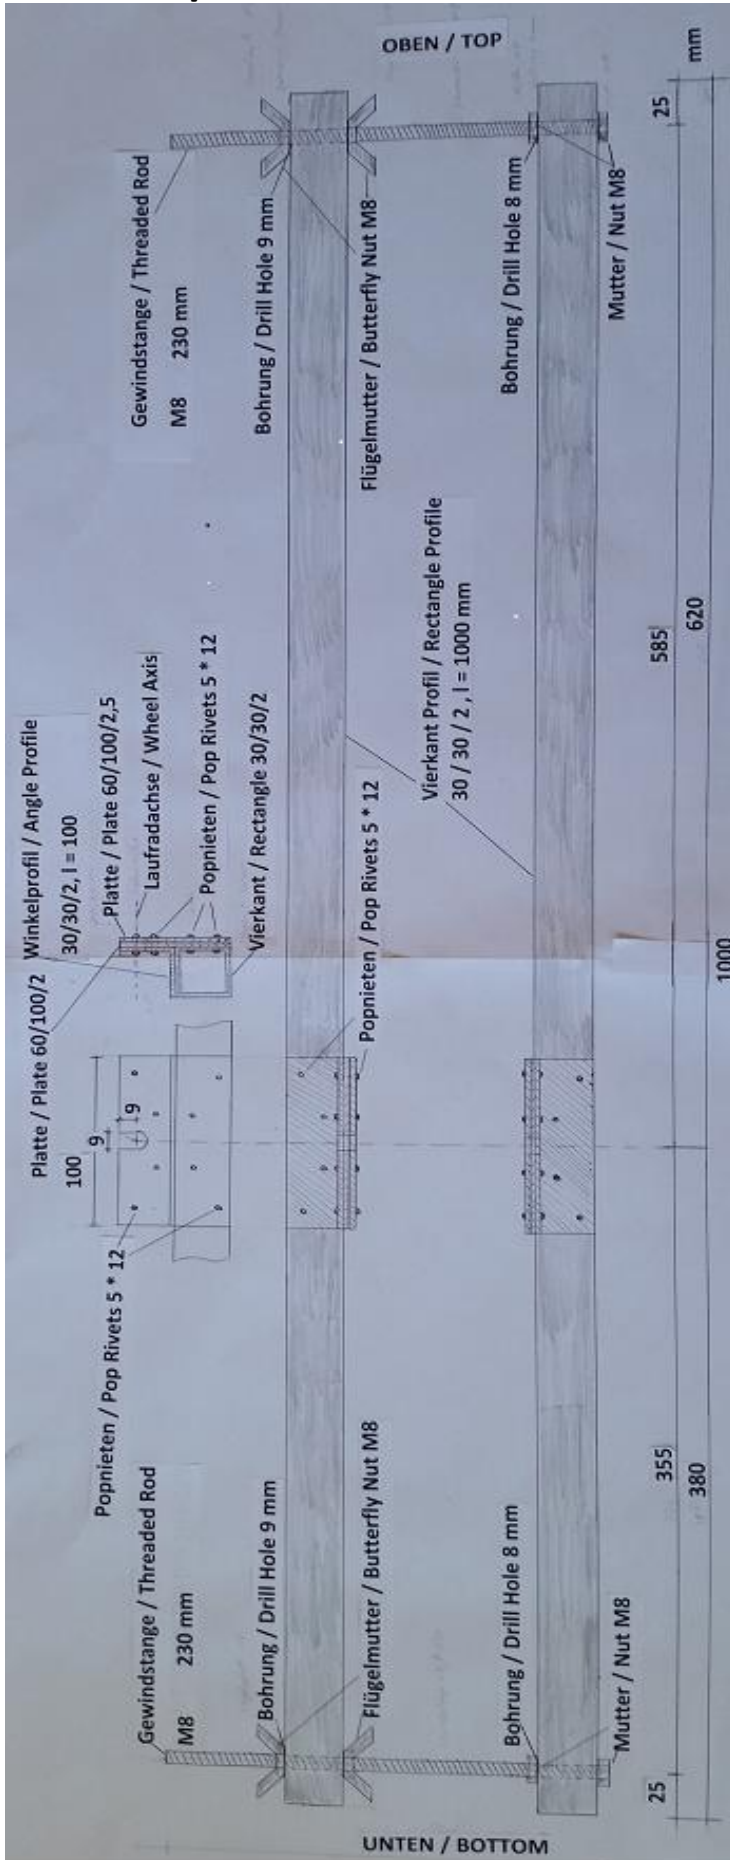 OBEN / TOP
mm
Gewindstange / Threaded Rod
M8 230 mm
Bohrung / Drill Hole 9 mm
Flügelmutter / Butterfly Nut M8
Bohrung / Drill Hole 8 mm
Mutter / Nut M8
25
Winkelprofil / Angle Profile
30/30/2, l = 100
Platte / Plate 60/100/2,5
Laufradachse / Wheel Axis
Popnieten / Pop Rivets 5 * 12
Vierkant / Rectangle 30/30/2
Vierkant Profil / Rectangle Profile
30 / 30 / 2 , l = 1000 mm
585
620
Platte / Plate 60/100/2
9
9
100
Popnieten / Pop Rivets 5 * 12
Popnieten / Pop Rivets 5 * 12
1000
Gewindstange / Threaded Rod
M8 230 mm
Bohrung / Drill Hole 9 mm
Flügelmutter / Butterfly Nut M8
Bohrung / Drill Hole 8 mm
Mutter / Nut M8
355
380
25
UNTEN / BOTTOM